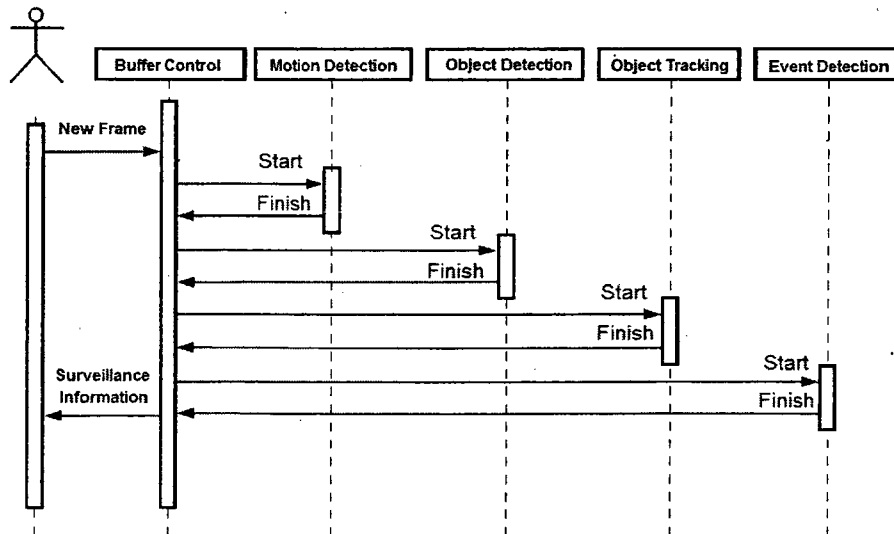 Buffer Control
Motion Detection
Object Detection
Object Tracking
Event Detection
New Frame
Start
Finish
Start
Finish
Start
Finish
Surveillance
Information
Start
Finish